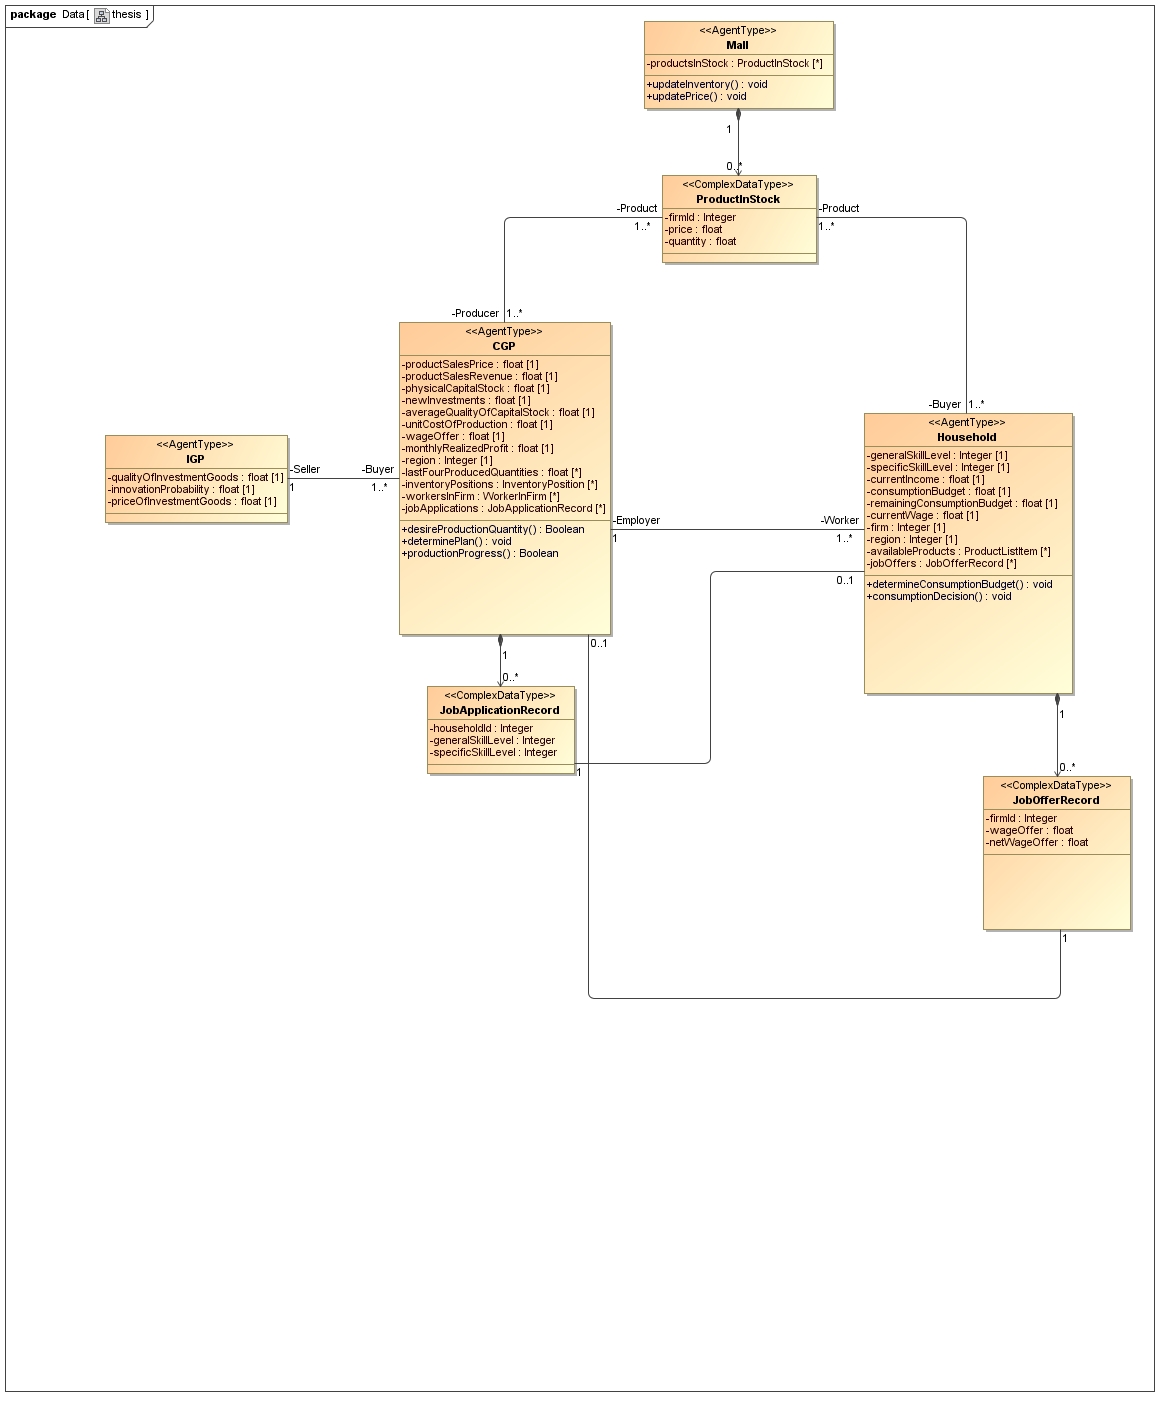 package Data [ thesis ]
<<AgentType>>
Mall
-productsInStock : ProductInStock [*]
+updateInventory() : void
+updatePrice() : void
1
0..*
<<ComplexDataType>>
ProductInStock
-firmId : Integer
-price : float
-quantity : float
-Product
1..*
-Product
1..*
-Producer 1..*
<<AgentType>>
CGP
-productSalesPrice : float [1]
-productSalesRevenue : float [1]
-physicalCapitalStock : float [1]
-newInvestments : float [1]
-averageQualityOfCapitalStock : float [1]
-unitCostOfProduction : float [1]
-wageOffer : float [1]
-monthlyRealizedProfit : float [1]
-region : Integer [1]
-lastFourProducedQuantities : float [*]
-inventoryPositions : InventoryPosition [*]
-workersInFirm : WorkerInFirm [*]
-jobApplications : JobApplicationRecord [*]
+desireProductionQuantity() : Boolean
+determinePlan() : void
+productionProgress() : Boolean
-Buyer 1..*
<<AgentType>>
Household
-generalSkillLevel : Integer [1]
-specificSkillLevel : Integer [1]
-currentIncome : float [1]
-consumptionBudget : float [1]
-remainingConsumptionBudget : float [1]
-currentWage : float [1]
-firm : Integer [1]
-region : Integer [1]
-availableProducts : ProductListItem [*]
-jobOffers : JobOfferRecord [*]
+determineConsumptionBudget() : void
+consumptionDecision() : void
<<AgentType>>
IGP
-qualityOfInvestmentGoods : float [1]
-innovationProbability : float [1]
-priceOfInvestmentGoods : float [1]
-Seller
1
-Buyer
1..*
-Employer
1
-Worker
1..*
0..1
0..1
1
0..*
<<ComplexDataType>>
JobApplicationRecord
-householdId : Integer
-generalSkillLevel : Integer
-specificSkillLevel : Integer
1
1
0..*
<<ComplexDataType>>
JobOfferRecord
-firmId : Integer
-wageOffer : float
-netWageOffer : float
1